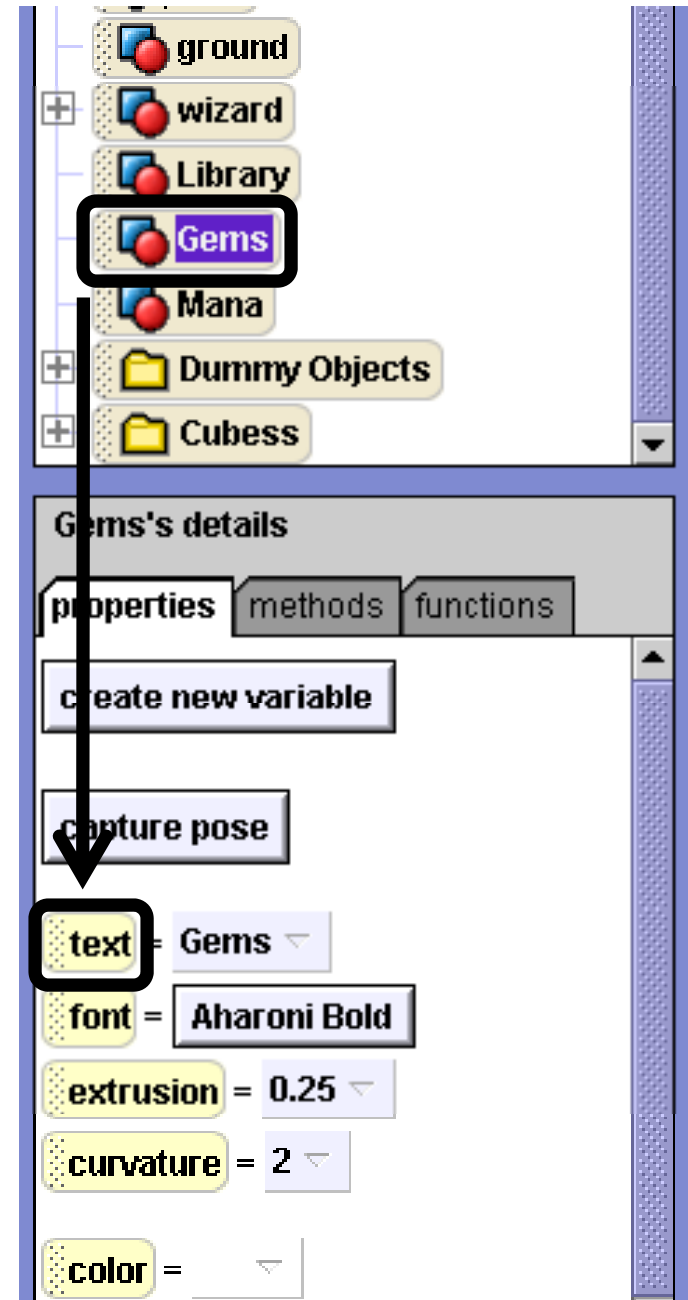 ground
wizard
Library
Gems
Mana
Dummy Objects
Cubess
Gems's details
properties methods functions
create new variable
capture pose
text = Gems
font = Aharoni Bold
extrusion = 0.25
curvature = 2
color =